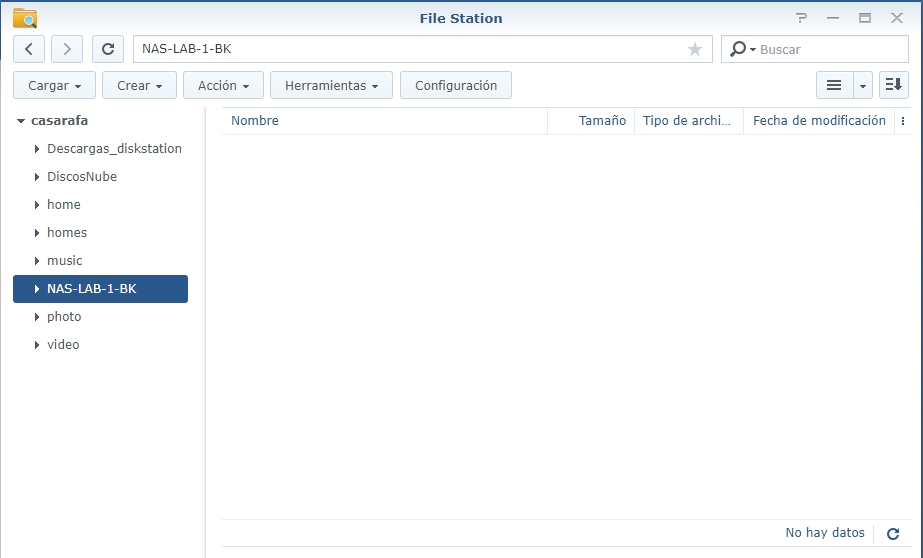 File Station
NAS-LAB-1-BK
Buscar
Cargar
Crear
Acción
Herramientas
Configuración
casarafa
Descargas_diskstation
DiscosNube
home
homes
music
NAS-LAB-1-BK
photo
video
Nombre
Tamaño
Tipo de archi...
Fecha de modificación
No hay datos